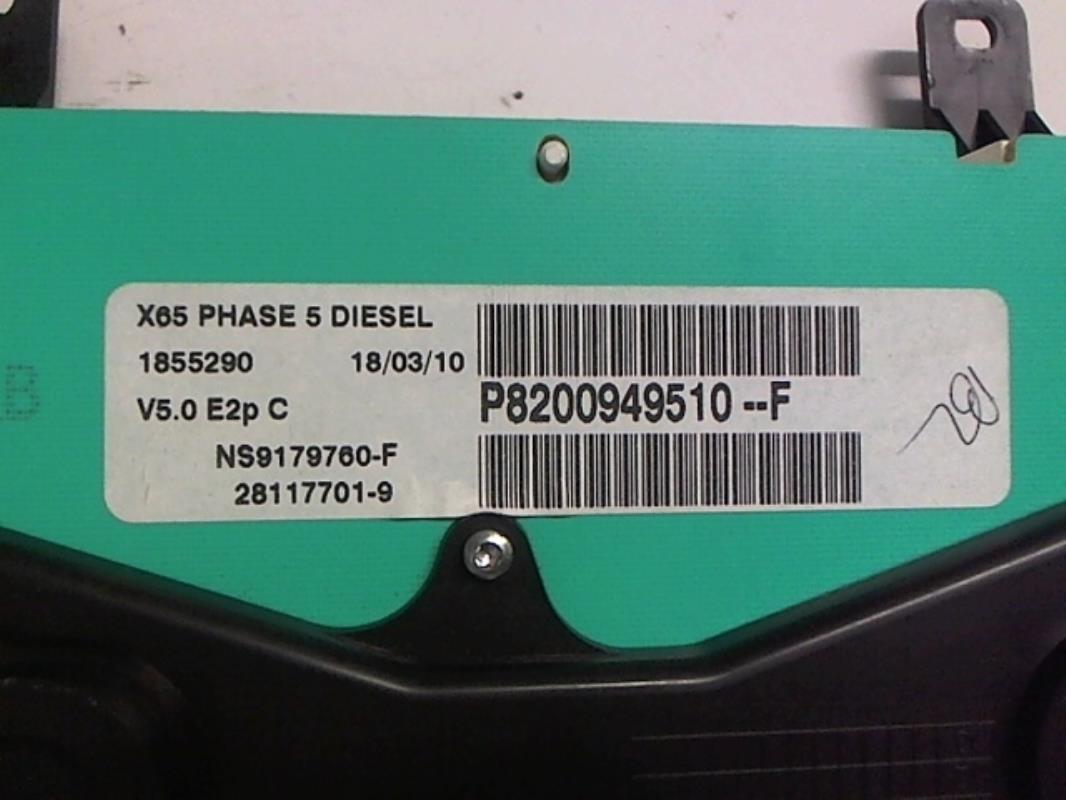 X65 PHASE 5 DIESEL
1855290 18/03/10
V5.0 E2p C
P8200949510 --F
NS9179760-F
28117701-9
B